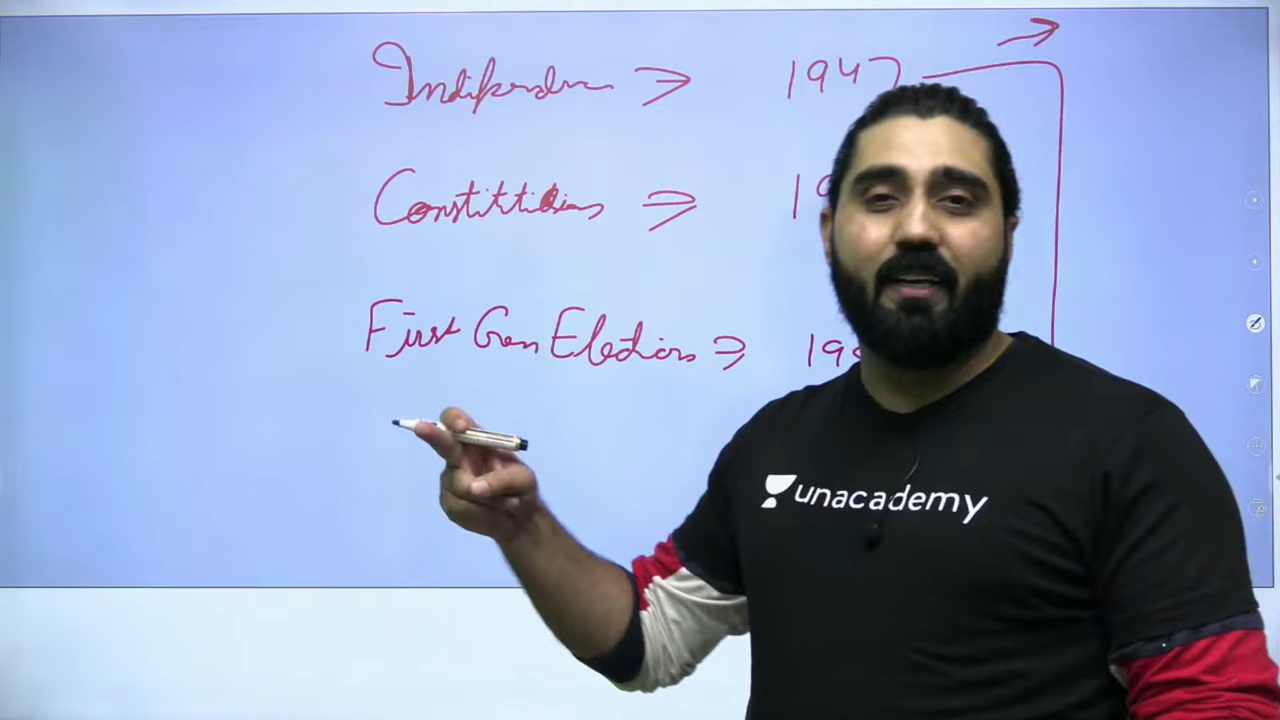 Independence ⇒ 1947
Constitution ⇒ 19
First Gen Elections ⇒ 19
unacademy